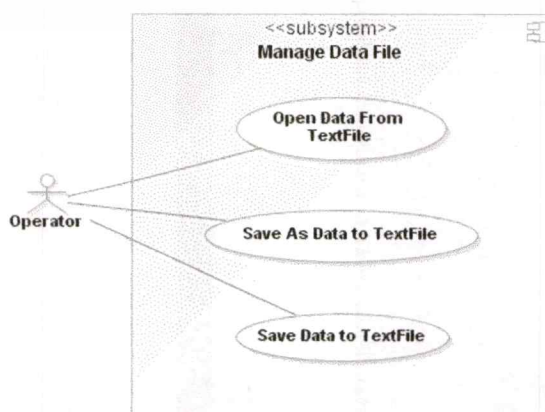 <<subsystem>>
Manage Data File
Open Data From
TextFile
Operator
Save As Data to TextFile
Save Data to TextFile